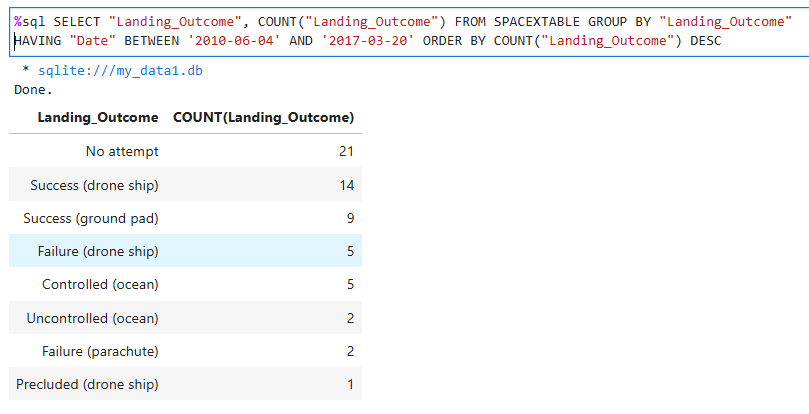 %sql SELECT "Landing_Outcome", COUNT("Landing_Outcome") FROM SPACEXTABLE GROUP BY "Landing_Outcome"
HAVING "Date" BETWEEN '2010-06-04' AND '2017-03-20' ORDER BY COUNT("Landing_Outcome") DESC
* sqlite:///my_data1.db
Done.
Landing_Outcome COUNT(Landing_Outcome)
No attempt 21
Success (drone ship) 14
Success (ground pad) 9
Failure (drone ship) 5
Controlled (ocean) 5
Uncontrolled (ocean) 2
Failure (parachute) 2
Precluded (drone ship) 1